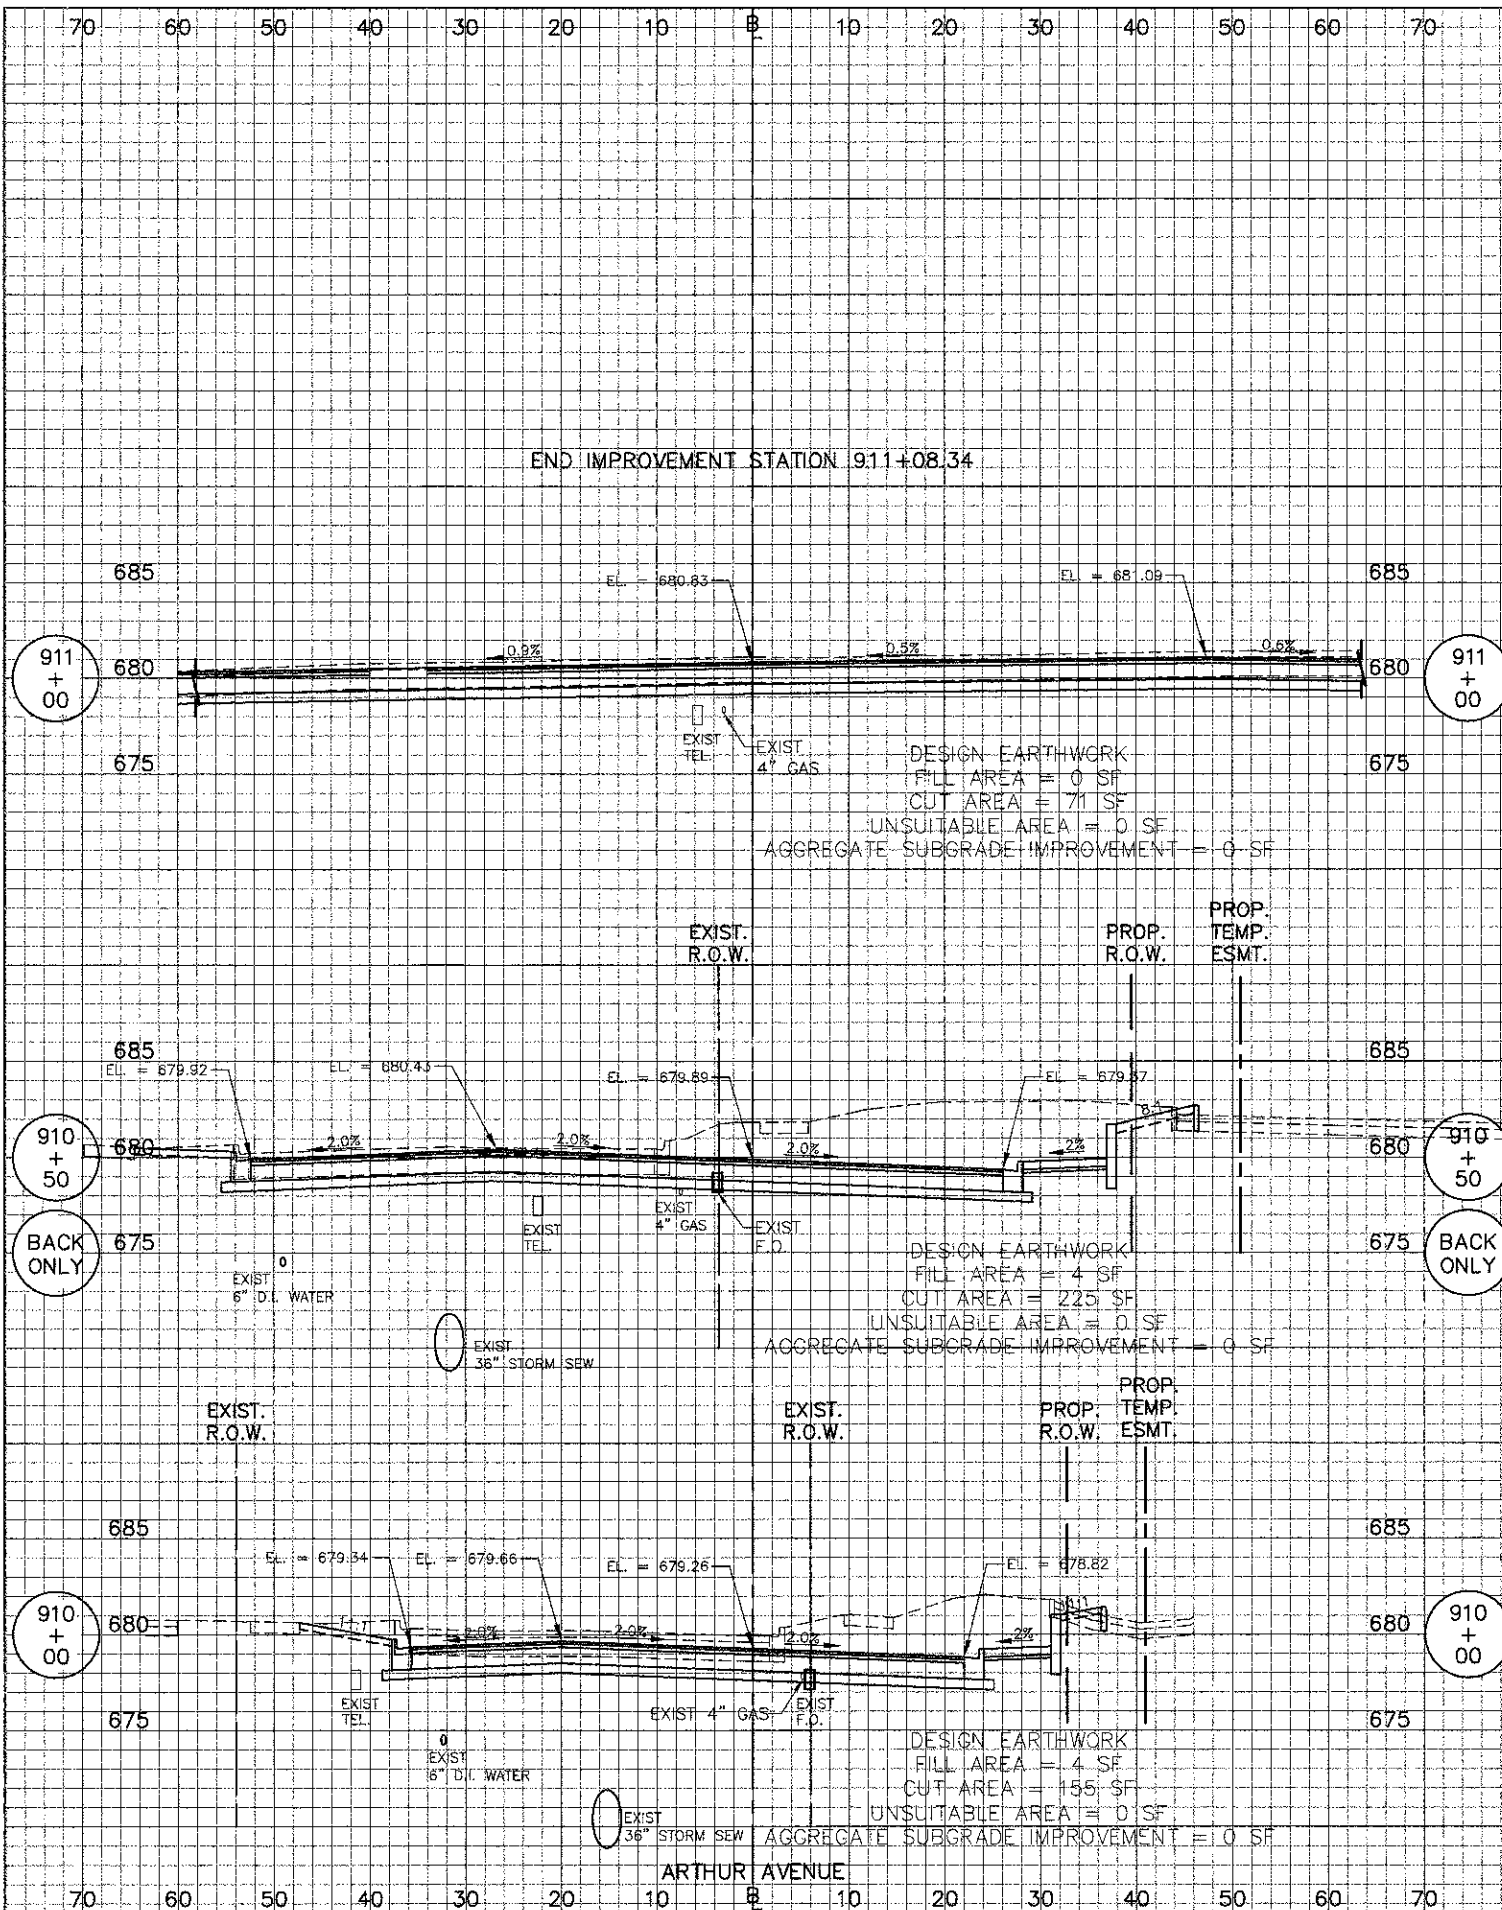 70 60 50 40 30 20 10 B 10 20 30 40 50 60 70
END IMPROVEMENT STATION 911+08.34
685 685
EL. = 680.83
EL. = 681.09
911
+
00
680
0.9%
0.5%
0.6%
680
911
+
00
EXIST
TEL.
EXIST
4" GAS
675 675
DESIGN EARTHWORK
FILL AREA = 0 SF
CUT AREA = 71 SF
UNSUITABLE AREA = 0 SF
AGGREGATE SUBGRADE IMPROVEMENT = 0 SF
EXIST.
R.O.W.
PROP.
R.O.W.
PROP.
TEMP.
ESMT.
685 685
EL. = 679.92
EL. = 680.43
EL. = 679.89
EL. = 679.37
910
+
50
680
2.0%
2.0%
2.0%
2%
680
910
+
50
BACK
ONLY
675
EXIST
TEL.
EXIST
4" GAS
EXIST
F.O.
675
BACK
ONLY
EXIST
6" D.I. WATER
EXIST
36" STORM SEW
DESIGN EARTHWORK
FILL AREA = 4 SF
CUT AREA = 225 SF
UNSUITABLE AREA = 0 SF
AGGREGATE SUBGRADE IMPROVEMENT = 0 SF
EXIST.
R.O.W.
EXIST.
R.O.W.
PROP.
R.O.W.
PROP.
TEMP.
ESMT.
685 685
EL. = 679.34
EL. = 679.66
EL. = 679.26
EL. = 678.82
910
+
00
680
2.0%
2.0%
2.0%
2%
680
910
+
00
EXIST
TEL.
EXIST 4" GAS
EXIST
F.O.
675 675
EXIST
6" D.I. WATER
EXIST
36" STORM SEW
DESIGN EARTHWORK
FILL AREA = 4 SF
CUT AREA = 155 SF
UNSUITABLE AREA = 0 SF
AGGREGATE SUBGRADE IMPROVEMENT = 0 SF
ARTHUR AVENUE
70 60 50 40 30 20 10 B 10 20 30 40 50 60 70